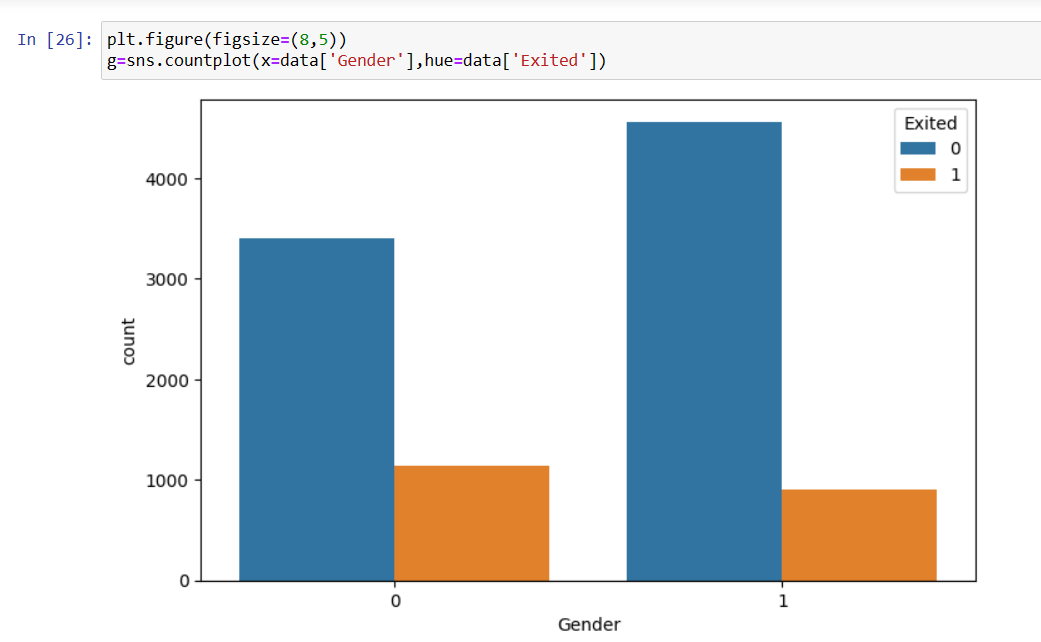 In [26]: plt.figure(figsize=(8,5))
g=sns.countplot(x=data['Gender'],hue=data['Exited'])
Exited
0
1
4000
3000
2000
1000
0
count
0 1
Gender